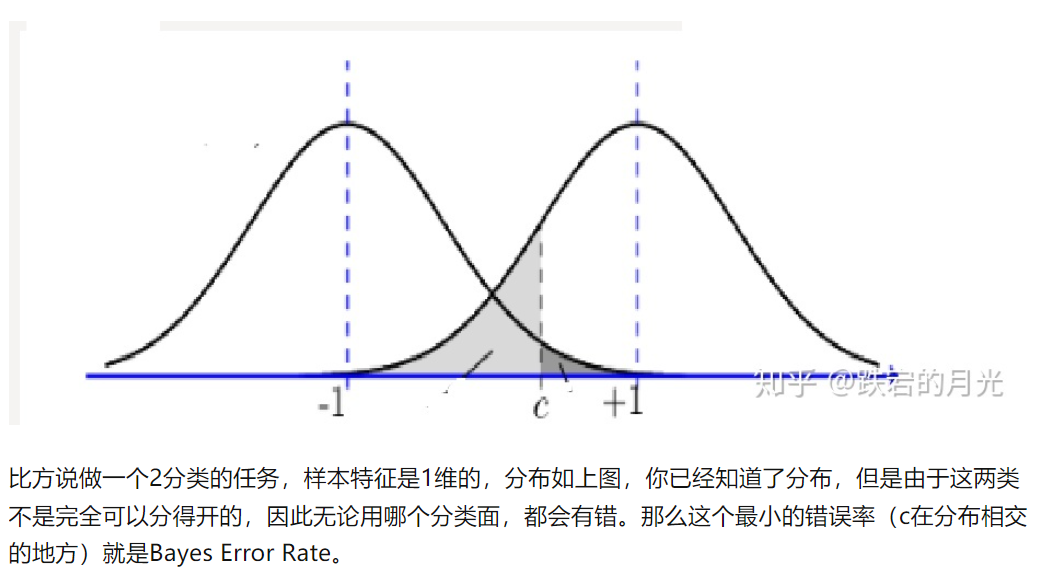 -1
c
+1
知乎 @跌宕的月光
比方说做一个2分类的任务，样本特征是1维的，分布如上图，你已经知道了分布，但是由于这两类
不是完全可以分得开的，因此无论用哪个分类面，都会有错。那么这个最小的错误率（c在分布相交
的地方）就是Bayes Error Rate。